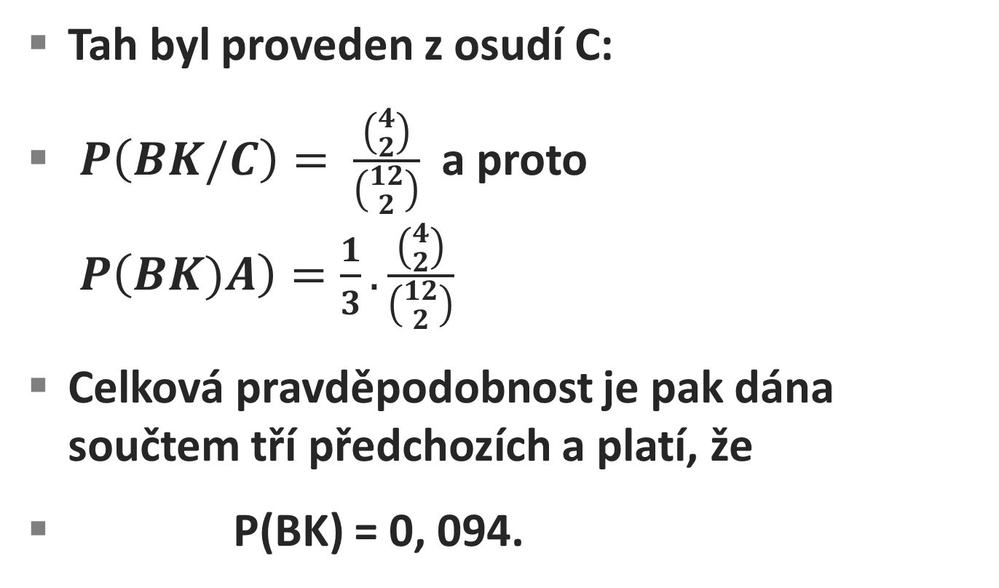 ▪ Tah byl proveden z osudí C:
▪ P(BK/C) = \frac{\binom{4}{2}}{\binom{12}{2}} a proto
P(BK)A) = \frac{1}{3} . \frac{\binom{4}{2}}{\binom{12}{2}}
▪ Celková pravděpodobnost je pak dána
součtem tří předchozích a platí, že
▪ P(BK) = 0, 094.